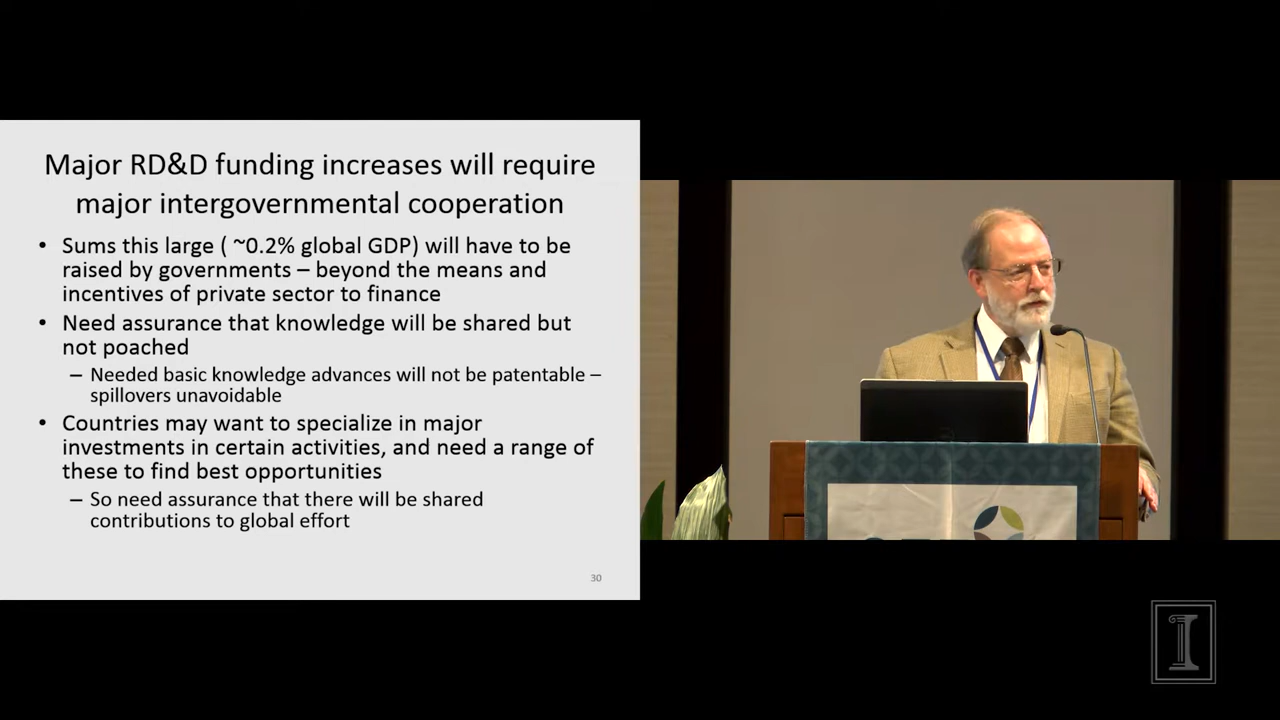 Major RD&D funding increases will require
major intergovernmental cooperation
• Sums this large ( ~0.2% global GDP) will have to be
raised by governments – beyond the means and
incentives of private sector to finance
• Need assurance that knowledge will be shared but
not poached
– Needed basic knowledge advances will not be patentable –
spillovers unavoidable
• Countries may want to specialize in major
investments in certain activities, and need a range of
these to find best opportunities
– So need assurance that there will be shared
contributions to global effort
30
I